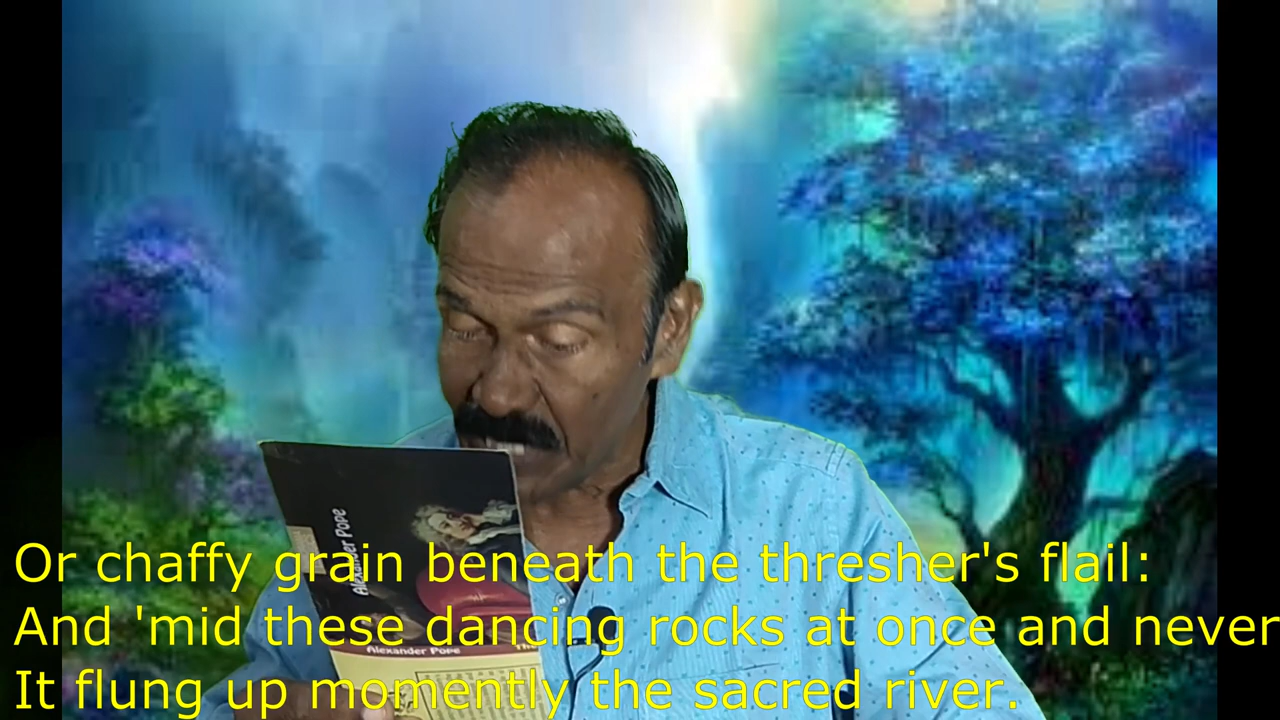 Alexander Pope
Or chaffy grain beneath the thresher's flail:
And 'mid these dancing rocks at once and never
Alexander Pope
It flung up momently the sacred river.